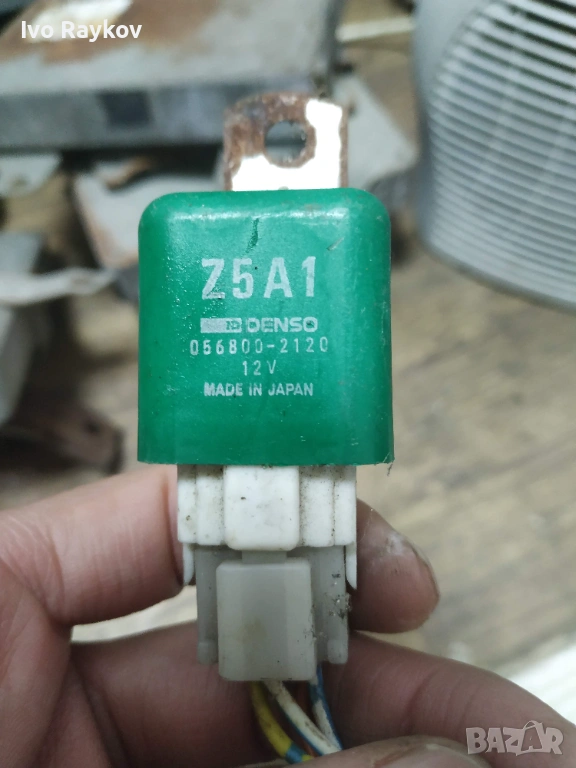 Ivo Raykov
Z5A1
D DENSO
056800-2120
12V
MADE IN JAPAN
BAZAR